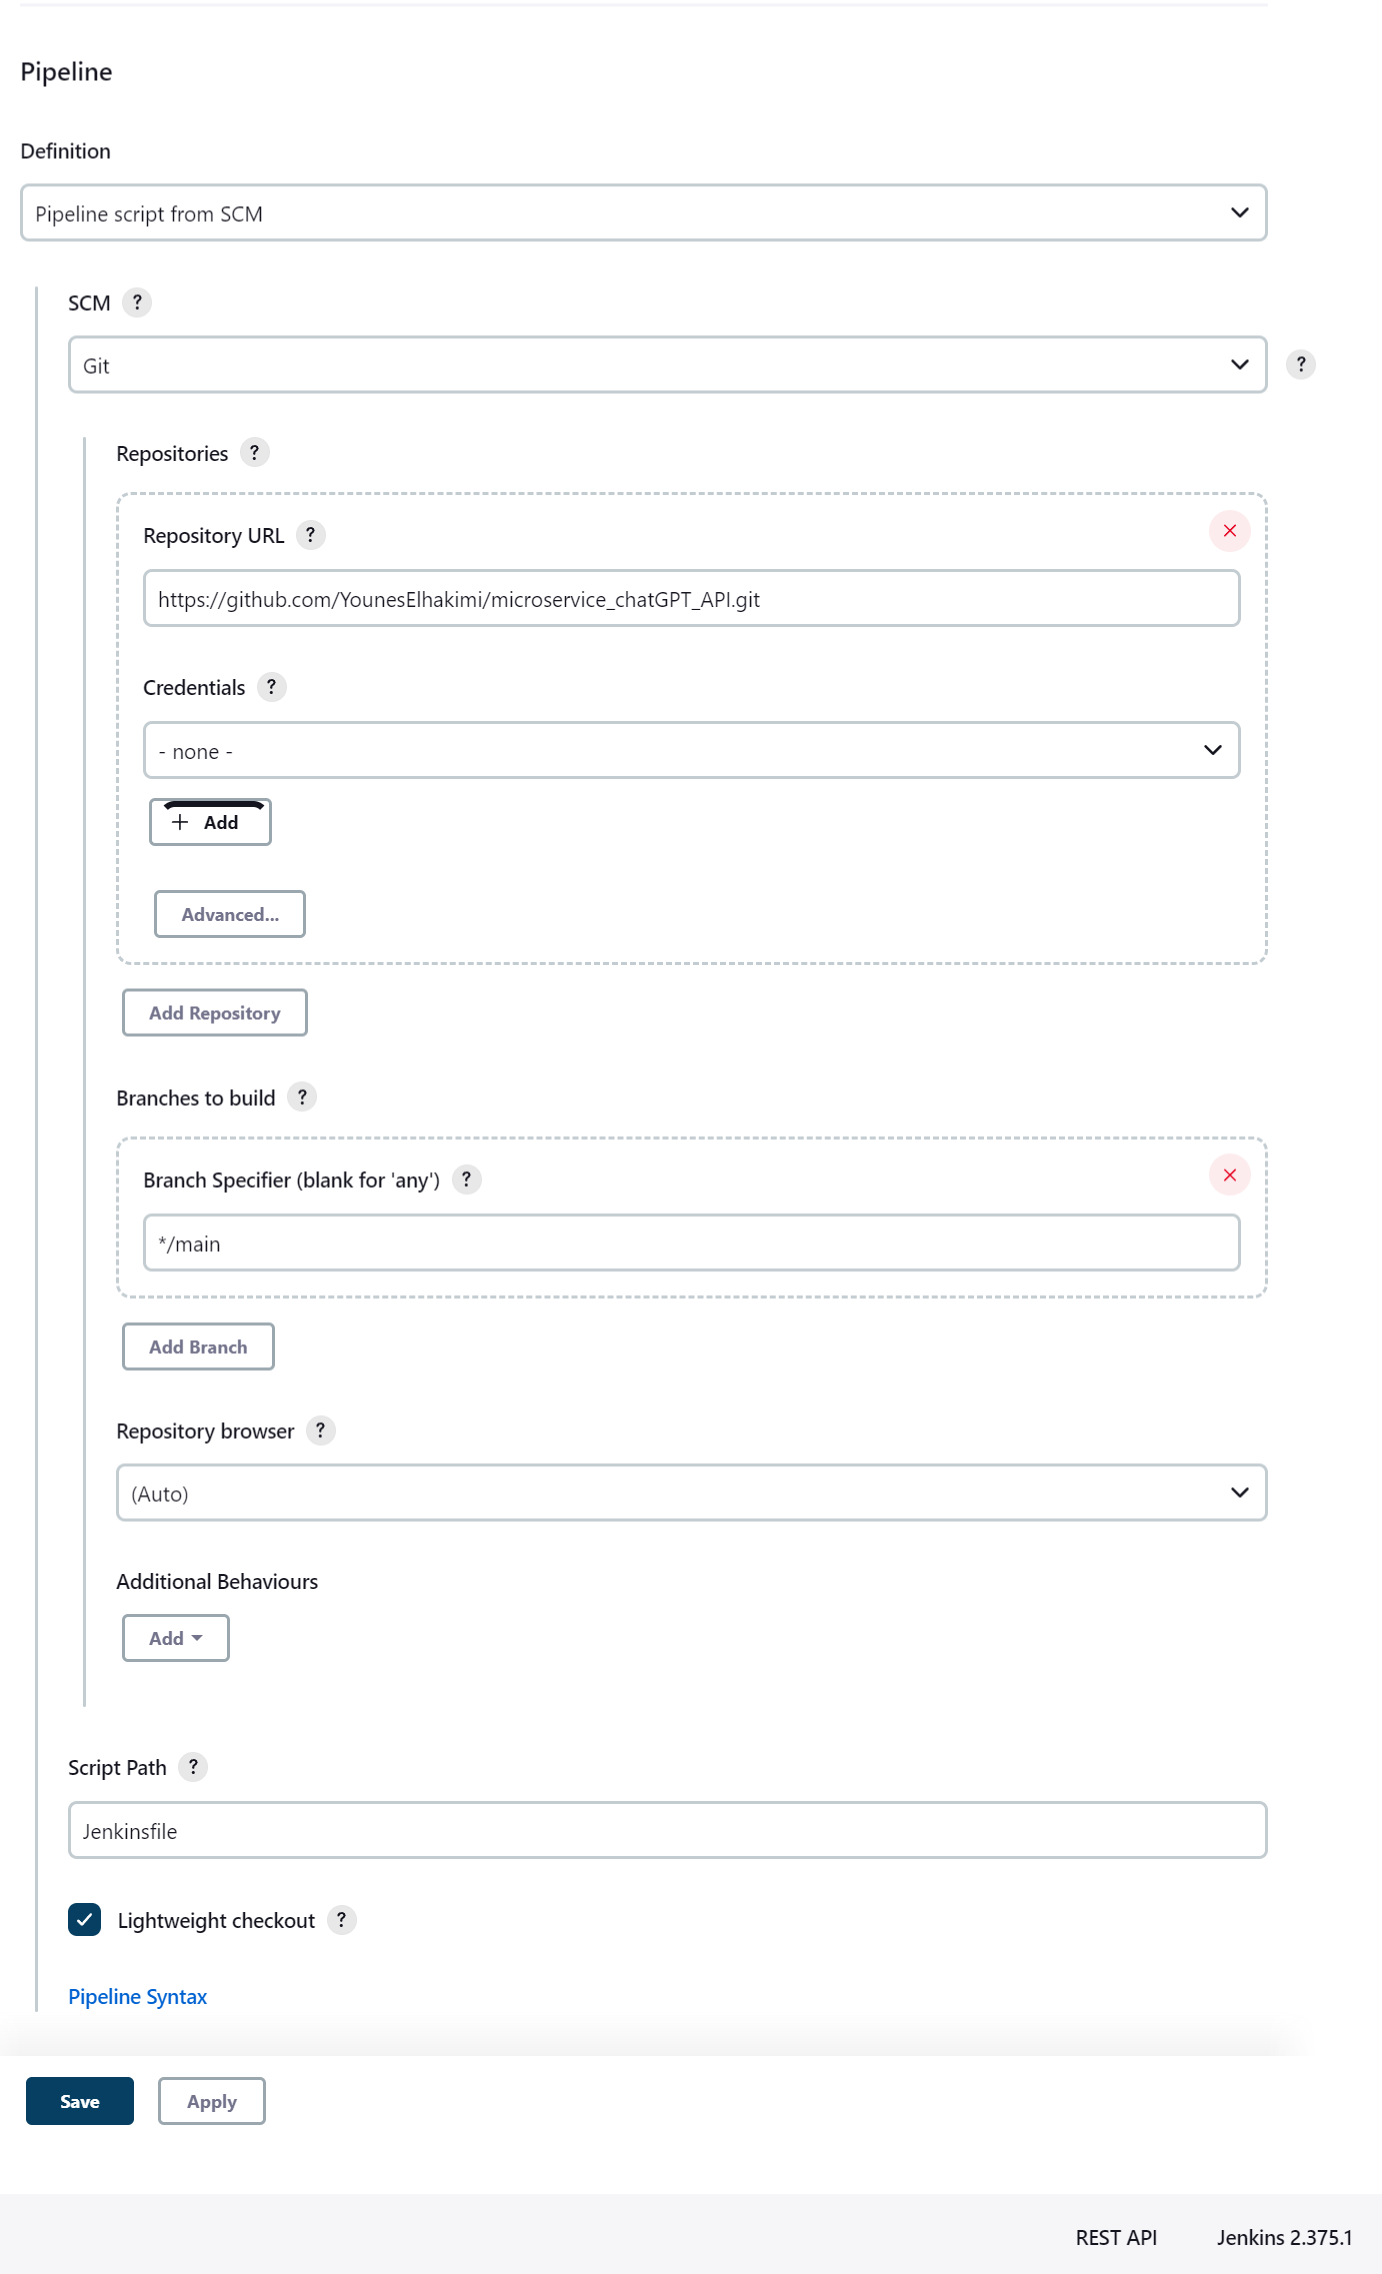 Pipeline
Definition
Pipeline script from SCM
SCM ?
Git
?
Repositories ?
Repository URL ?
https://github.com/YounesElhakimi/microservice_chatGPT_API.git
Credentials ?
- none -
+ Add
Advanced...
Add Repository
Branches to build ?
Branch Specifier (blank for 'any') ?
*/main
Add Branch
Repository browser ?
(Auto)
Additional Behaviours
Add
Script Path ?
Jenkinsfile
Lightweight checkout ?
Pipeline Syntax
Save Apply
REST API Jenkins 2.375.1